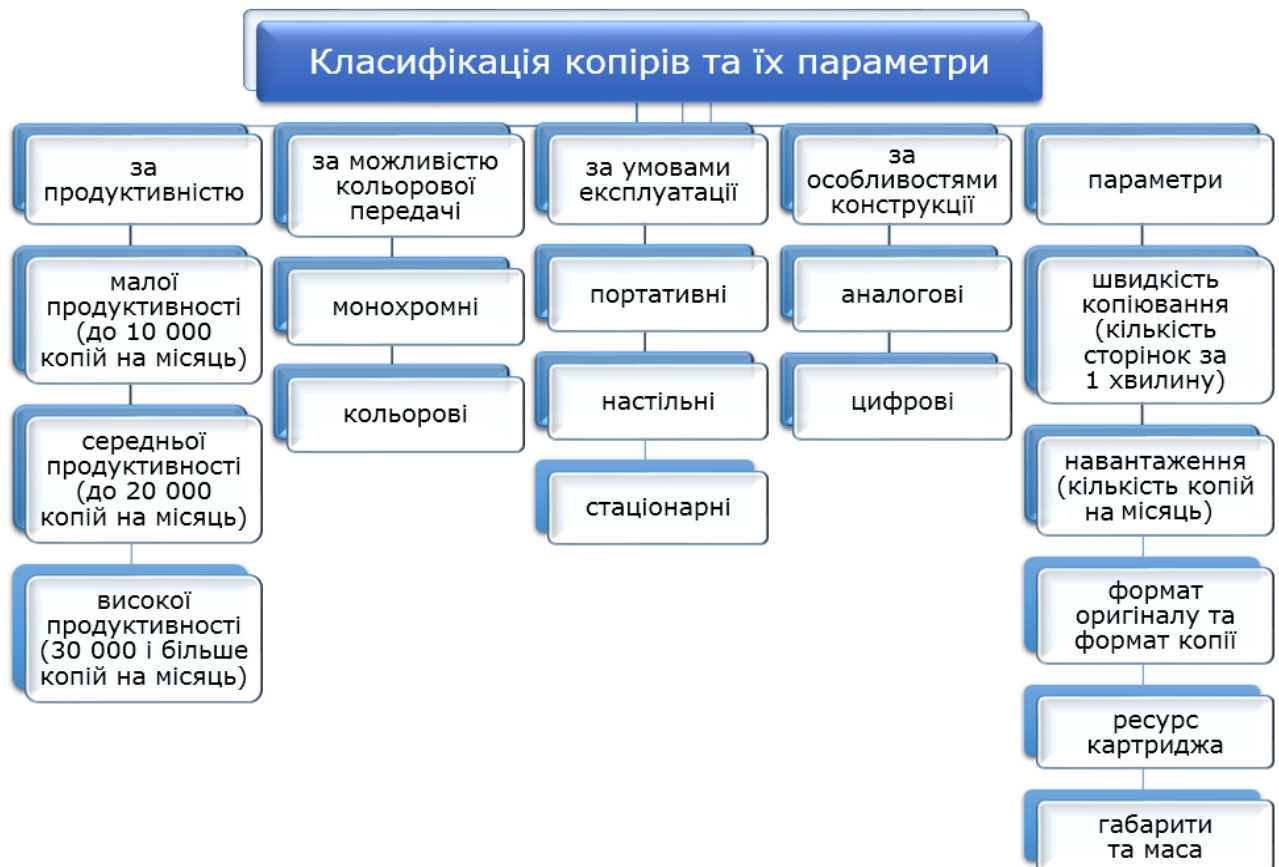 Класифікація копірів та їх параметри
за
продуктивністю
малої
продуктивності
(до 10 000
копій на місяць)
середньої
продуктивності
(до 20 000
копій на місяць)
високої
продуктивності
(30 000 і більше
копій на місяць)
за можливістю
кольорової
передачі
монохромні
кольорові
за умовами
експлуатації
портативні
настільні
стаціонарні
за
особливостями
конструкції
аналогові
цифрові
параметри
швидкість
копіювання
(кількість
сторінок за
1 хвилину)
навантаження
(кількість копій
на місяць)
формат
оригіналу та
формат копії
ресурс
картриджа
габарити
та маса